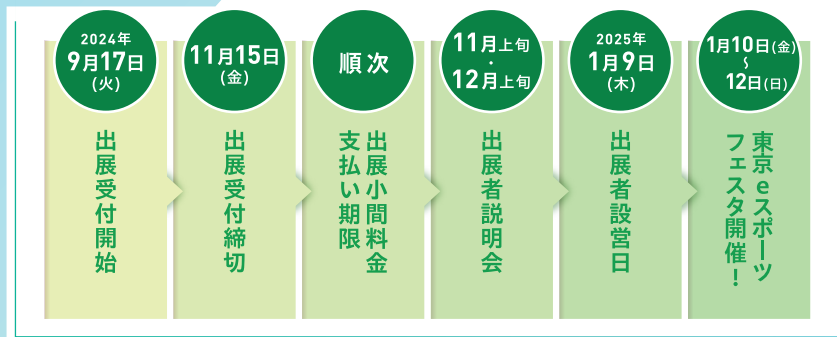 2024年
9月17日
(火)
出展受付開始
11月15日
(金)
出展受付締切
順次
出展小間料金
支払い期限
11月上旬
・
12月上旬
出展者説明会
2025年
1月9日
(木)
出展者設営日
1月10日(金)
～
12日(日)
東京eスポーツ
フェスタ開催！